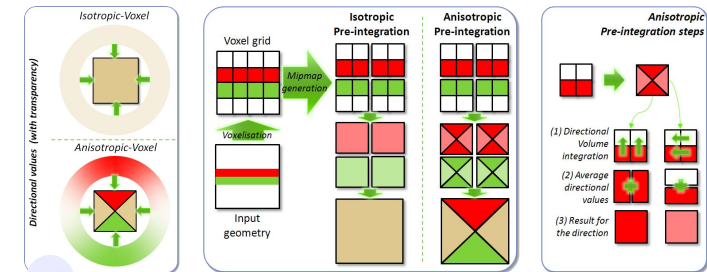 Isotropic-Voxel
Anisotropic-Voxel
Directional values (with transparency)
Voxel grid
Mipmap
generation
Voxelisation
Input
geometry
Isotropic
Pre-integration
Anisotropic
Pre-integration
Anisotropic
Pre-integration steps
(1) Directional
Volume
integration
(2) Average
directional
values
(3) Result for
the direction